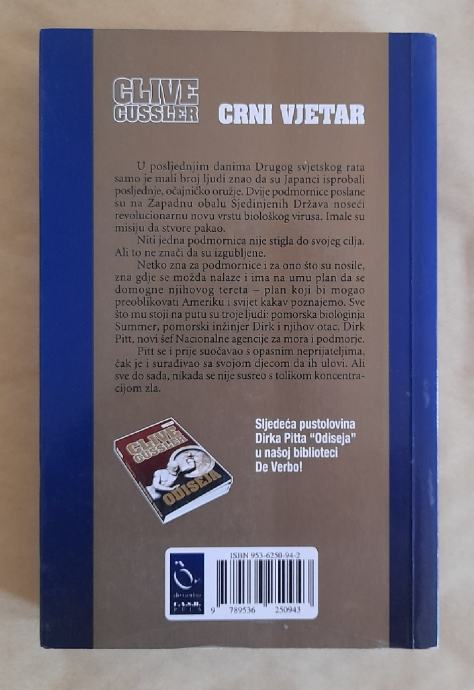 CLIVE
CUSSLER
CRNI VJETAR
U posljednjim danima Drugog svjetskog rata
samo je mali broj ljudi znao da su Japanci isprobali
posljednje, očajničko oružje. Dvije podmornice poslane
su na Zapadnu obalu Sjedinjenih Država noseći
revolucionarnu novu vrstu biološkog virusa. Imale su
misiju da stvore pakao.
Niti jedna podmornica nije stigla do svojeg cilja.
Ali to ne znači da su izgubljene.
Netko zna za podmornice i za ono što su nosile,
zna gdje se možda nalaze i ima na umu plan da se
domogne njihovog tereta – plan koji bi mogao
preoblikovati Ameriku i svijet kakav poznajemo. Sve
što mu stoji na putu su troje ljudi: pomorska biologinja
Summer, pomorski inžinjer Dirk i njihov otac, Dirk
Pitt, novi šef Nacionalne agencije za mora i podmorje.
Pitt se i prije suočavao s opasnim neprijateljima,
čak je i surađivao sa svojom djecom da ih ulovi. Ali
sve do sada, nikada se nije susreo s tolikom koncentra-
cijom zla.
CLIVE
CUSSLER
ODISEJA
Sljedeća pustolovina
Dirka Pitta "Odiseja"
u našoj biblioteci
De Verbo!
ISBN 953-6250-94-2
9 789536 250943